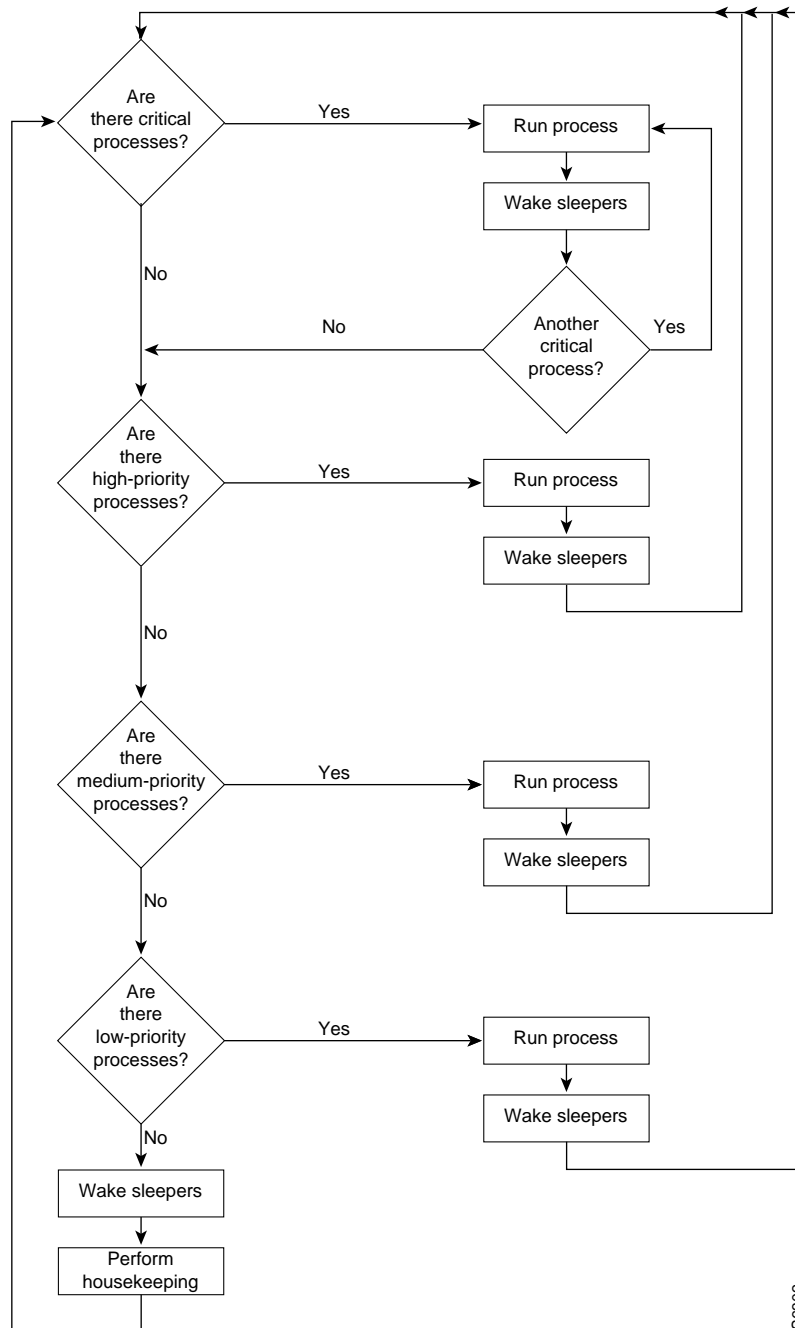 Are
there critical
processes?
Yes
Run process
Wake sleepers
No
No
Another
critical
process?
Yes
Are
there
high-priority
processes?
Yes
Run process
Wake sleepers
No
Are
there
medium-priority
processes?
Yes
Run process
Wake sleepers
No
Are
there
low-priority
processes?
Yes
Run process
Wake sleepers
No
Wake sleepers
Perform
housekeeping